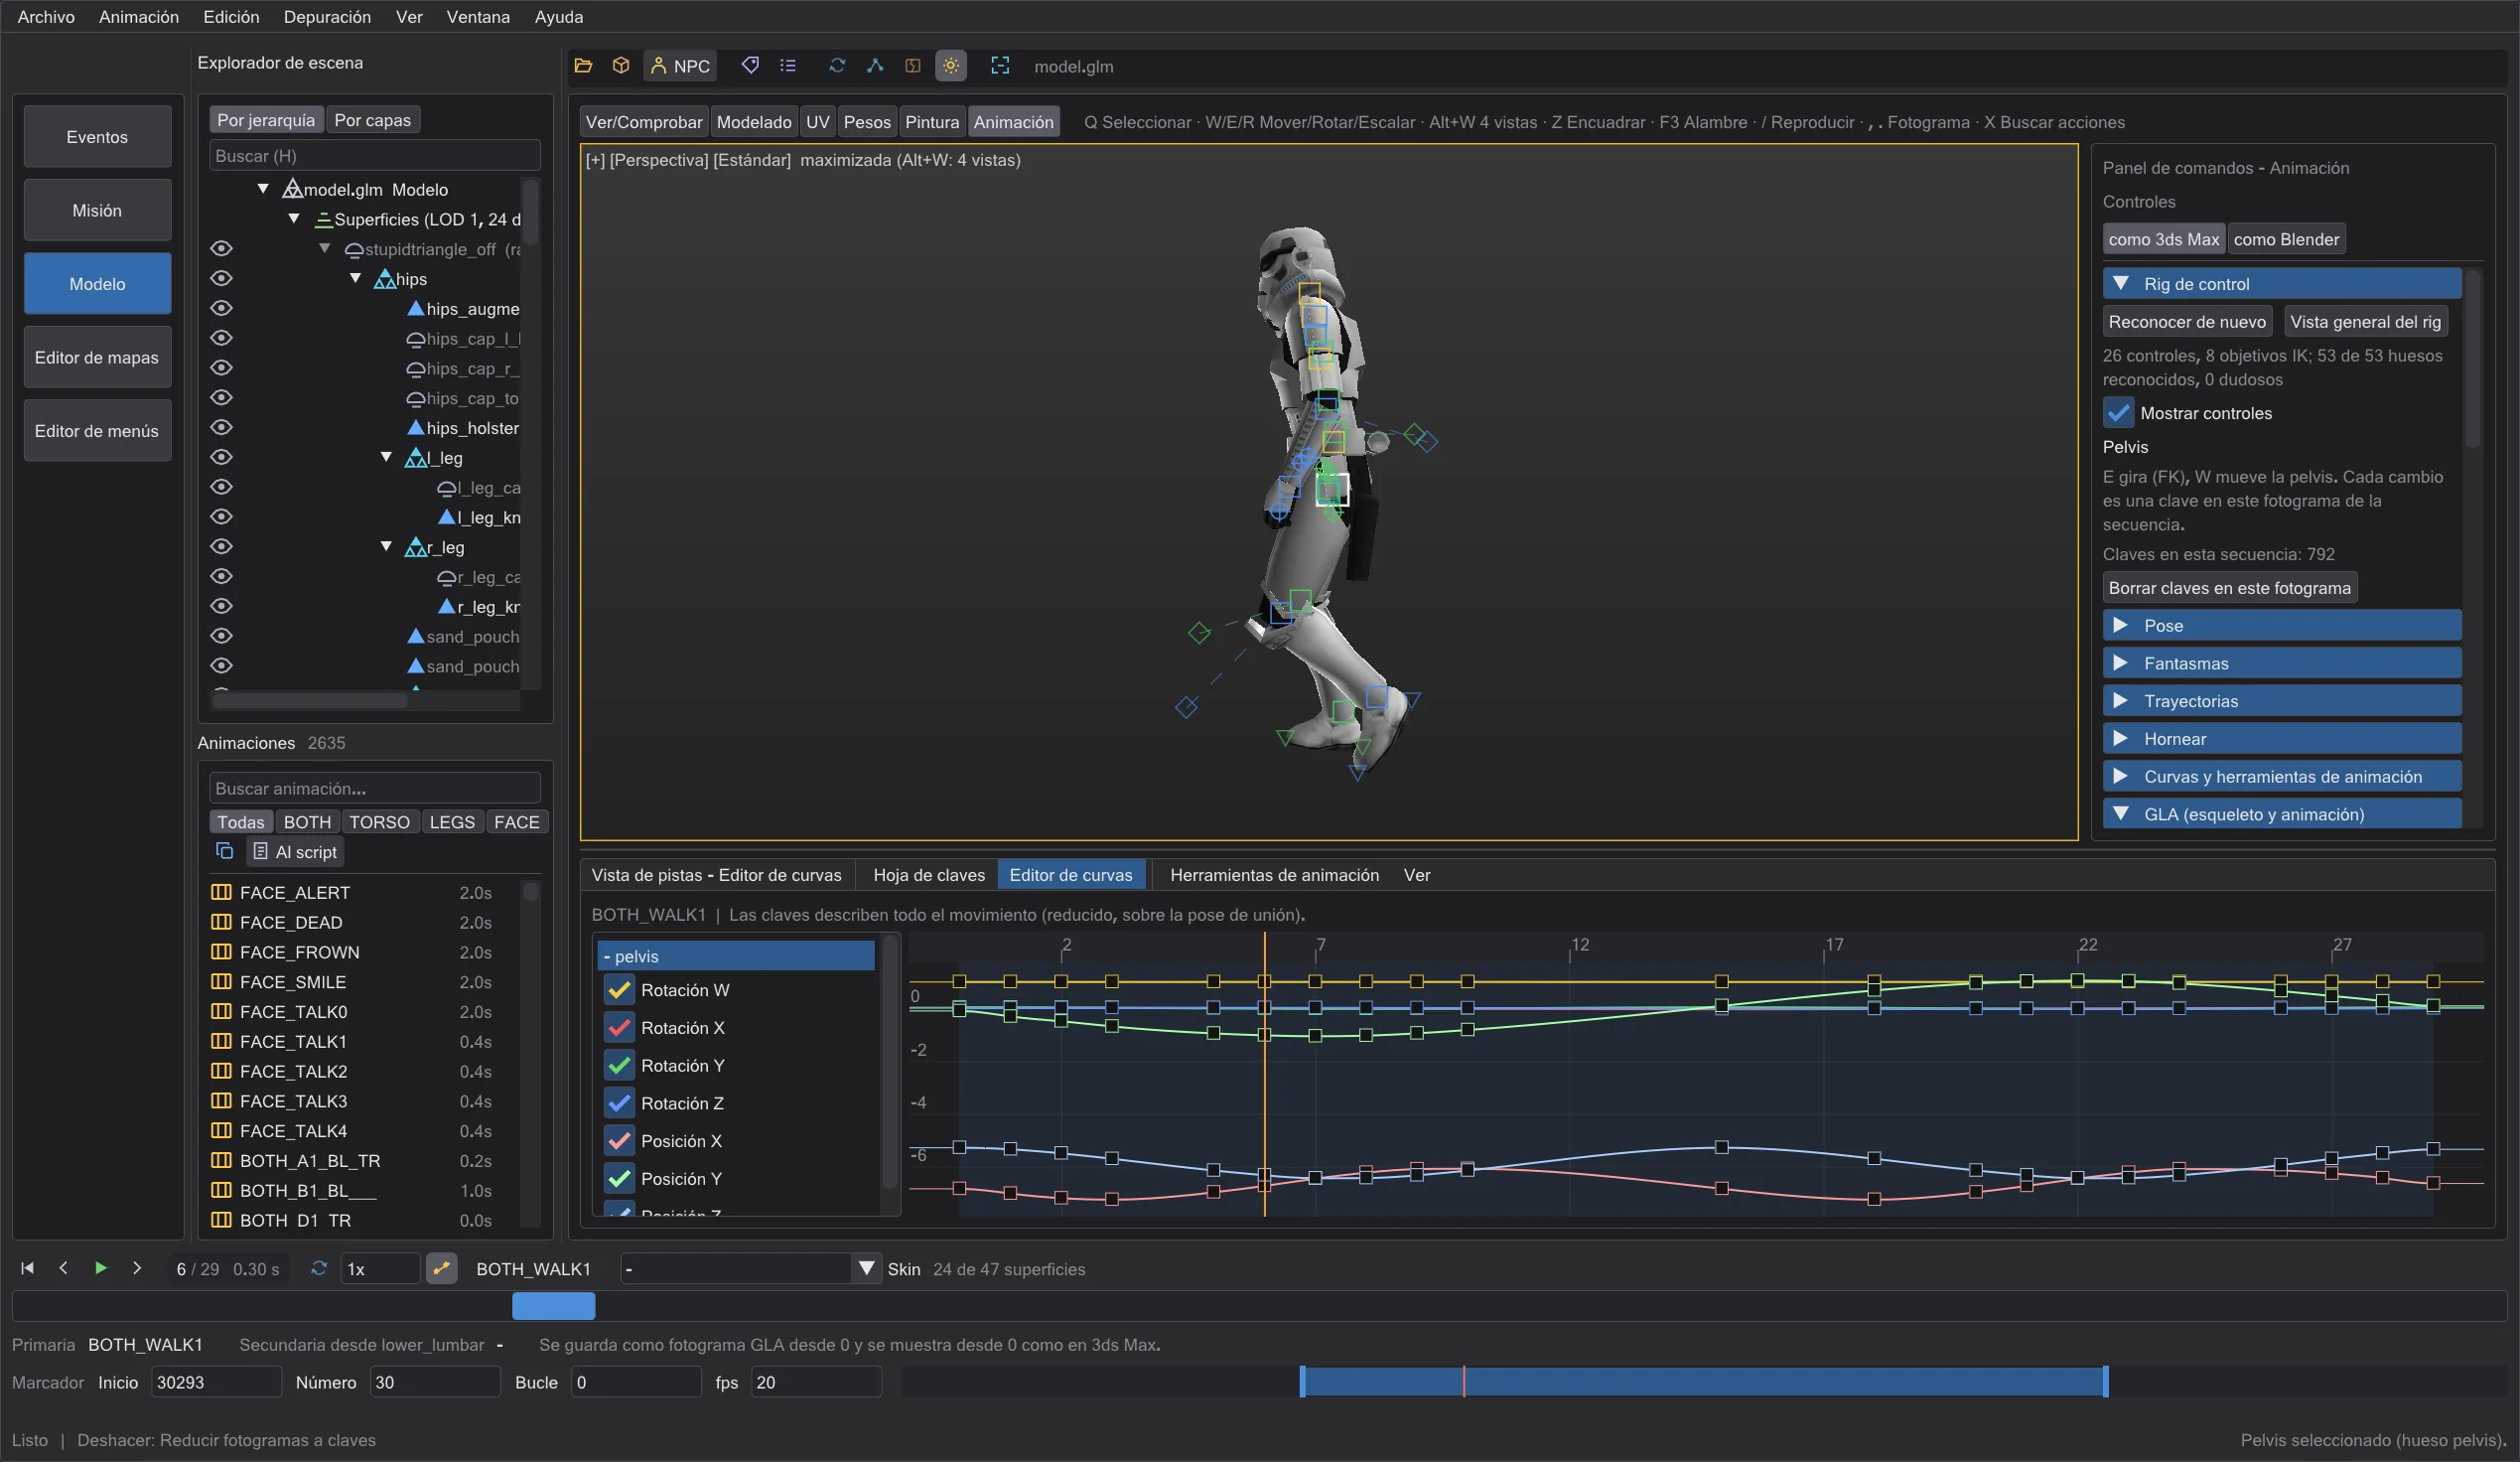 Archivo Animación Edición Depuración Ver Ventana Ayuda
Explorador de escena
NPC
model.glm
Eventos
Misión
Modelo
Editor de mapas
Editor de menús
Por jerarquía Por capas
Buscar (H)
model.glm Modelo
Superficies (LOD 1, 24 d
stupidtriangle_off (ra
hips
hips_augme
hips_cap_l_l
hips_cap_r_
hips_cap_to
hips_holster
l_leg
l_leg_ca
l_leg_kn
r_leg
r_leg_ca
r_leg_kn
sand_pouch
sand_pouch
Animaciones 2635
Buscar animación...
Todas BOTH TORSO LEGS FACE
Al script
FACE_ALERT 2.0s
FACE_DEAD 2.0s
FACE_FROWN 2.0s
FACE_SMILE 2.0s
FACE_TALK0 2.0s
FACE_TALK1 0.4s
FACE_TALK2 0.4s
FACE_TALK3 0.4s
FACE_TALK4 0.4s
BOTH_A1_BL_TR 0.2s
BOTH_B1_BL___ 1.0s
BOTH_D1_TR 0.0s
Ver/Comprobar Modelado UV Pesos Pintura Animación
Q Seleccionar · W/E/R Mover/Rotar/Escalar · Alt+W 4 vistas · Z Encuadrar · F3 Alambre · / Reproducir · , . Fotograma · X Buscar acciones
[+] [Perspectiva] [Estándar] maximizada (Alt+W: 4 vistas)
Panel de comandos - Animación
Controles
como 3ds Max como Blender
Rig de control
Reconocer de nuevo Vista general del rig
26 controles, 8 objetivos IK; 53 de 53 huesos
reconocidos, 0 dudosos
Mostrar controles
Pelvis
E gira (FK), W mueve la pelvis. Cada cambio
es una clave en este fotograma de la
secuencia.
Claves en esta secuencia: 792
Borrar claves en este fotograma
Pose
Fantasmas
Trayectorias
Hornear
Curvas y herramientas de animación
GLA (esqueleto y animación)
Vista de pistas - Editor de curvas Hoja de claves Editor de curvas Herramientas de animación Ver
BOTH_WALK1 | Las claves describen todo el movimiento (reducido, sobre la pose de unión).
- pelvis
Rotación W
Rotación X
Rotación Y
Rotación Z
Posición X
Posición Y
Posición Z
2 7 12 17 22 27
0
-2
-4
-6
6 / 29 0.30 s 1x BOTH_WALK1 - Skin 24 de 47 superficies
Primaria BOTH_WALK1 Secundaria desde lower_lumbar - Se guarda como fotograma GLA desde 0 y se muestra desde 0 como en 3ds Max.
Marcador Inicio 30293 Número 30 Bucle 0 fps 20
Listo | Deshacer: Reducir fotogramas a claves
Pelvis seleccionado (hueso pelvis).